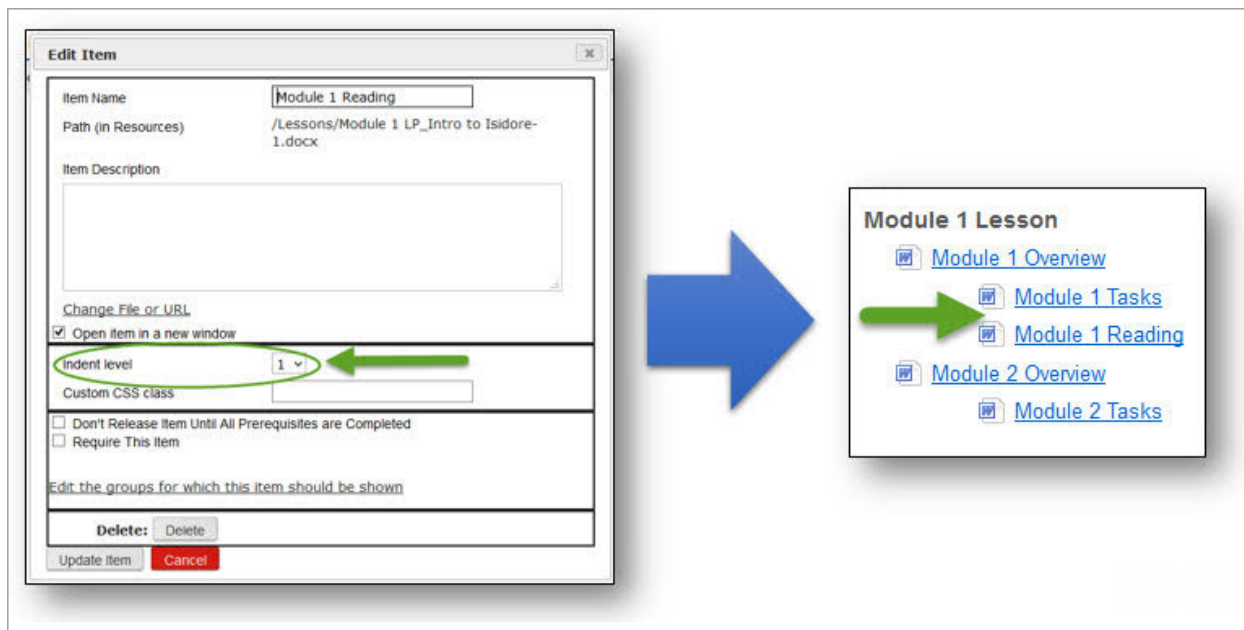 Edit Item
x
Item Name
Module 1 Reading
Path (in Resources)
/Lessons/Module 1 LP_Intro to Isidore-
1.docx
Item Description
Change File or URL
Open item in a new window
Indent level
1
Custom CSS class
Don't Release Item Until All Prerequisites are Completed
Require This Item
Edit the groups for which this item should be shown
Delete: Delete
Update Item Cancel
Module 1 Lesson
Module 1 Overview
Module 1 Tasks
Module 1 Reading
Module 2 Overview
Module 2 Tasks